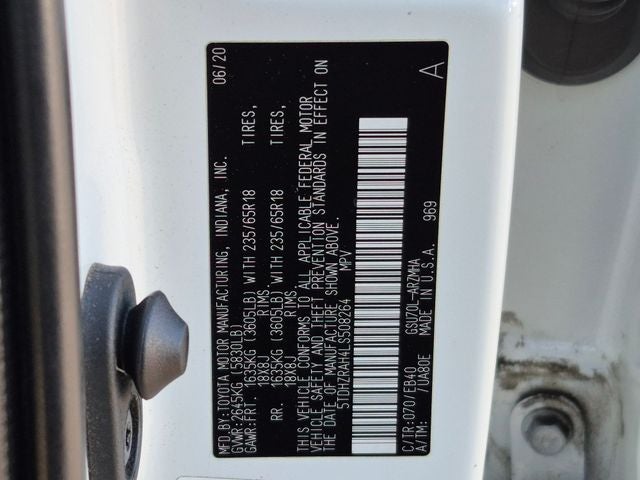 MFD.BY:TOYOTA MOTOR MANUFACTURING, INDIANA, INC. 06/20
GVWR:2645KG (5830LB)
GAWR:FRT. 1635KG (3605LB) WITH 235/65R18 TIRES,
18X8J RIMS,
RR. 1635KG (3605LB) WITH 235/65R18 TIRES,
18X8J RIMS,
THIS VEHICLE CONFORMS TO ALL APPLICABLE FEDERAL MOTOR
VEHICLE SAFETY AND THEFT PREVENTION STANDARDS IN EFFECT ON
THE DATE OF MANUFACTURE SHOWN ABOVE.
5TDHZRAH4LS508264 MPV
C/TR:070/EB40 GSU70L-ARZMHA 969
A/TM: /UA80E MADE IN U.S.A. A